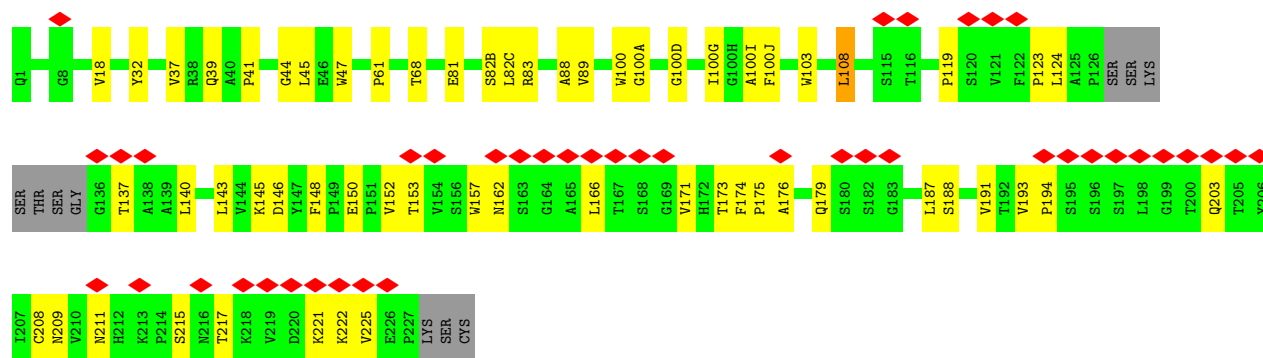 Q1 G8 V18 Y32 V37 R38 Q39 A40 P41 G44 L45 E46 W47 P61 T68 E81 S82B L82C R83 A88 V89 W100 G100A G100D I100G G100H A100I F100J W103 L108 S115 T116 P119 S120 V121 F122 P123 L124 A125 P126 SER SER LYS
SER THR SER GLY G136 T137 A138 A139 L140 L143 V144 K145 D146 Y147 F148 P149 E150 P151 V152 T153 V154 S156 W157 N162 S163 G164 A165 L166 T167 S168 G169 V171 H172 T173 F174 P175 A176 Q179 S180 S182 G183 L187 S188 V191 T192 V193 P194 S195 S196 S197 L198 G199 T200 Q203 T205 Y206
I207 C208 N209 V210 N211 H212 K213 P214 S215 N216 T217 K218 V219 D220 K221 K222 V225 E226 P227 LYS SER CYS